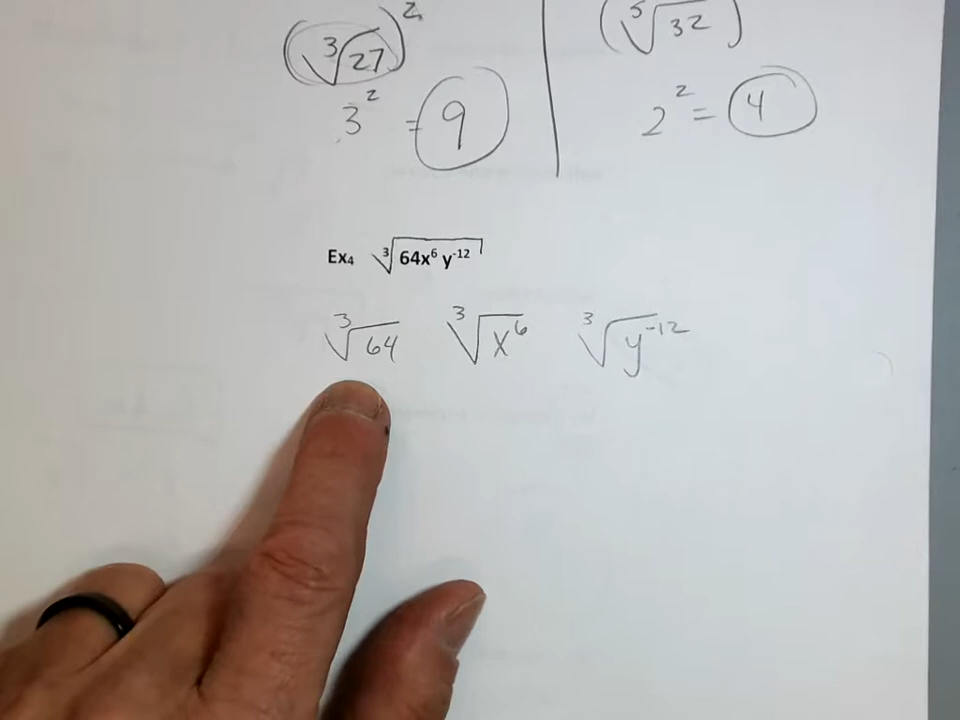 (∛27)² (⁵√32)
3² = 9 2² = 4
Ex₄ ∛64x⁶ y⁻¹²
∛64 ∛x⁶ ∛y⁻¹²